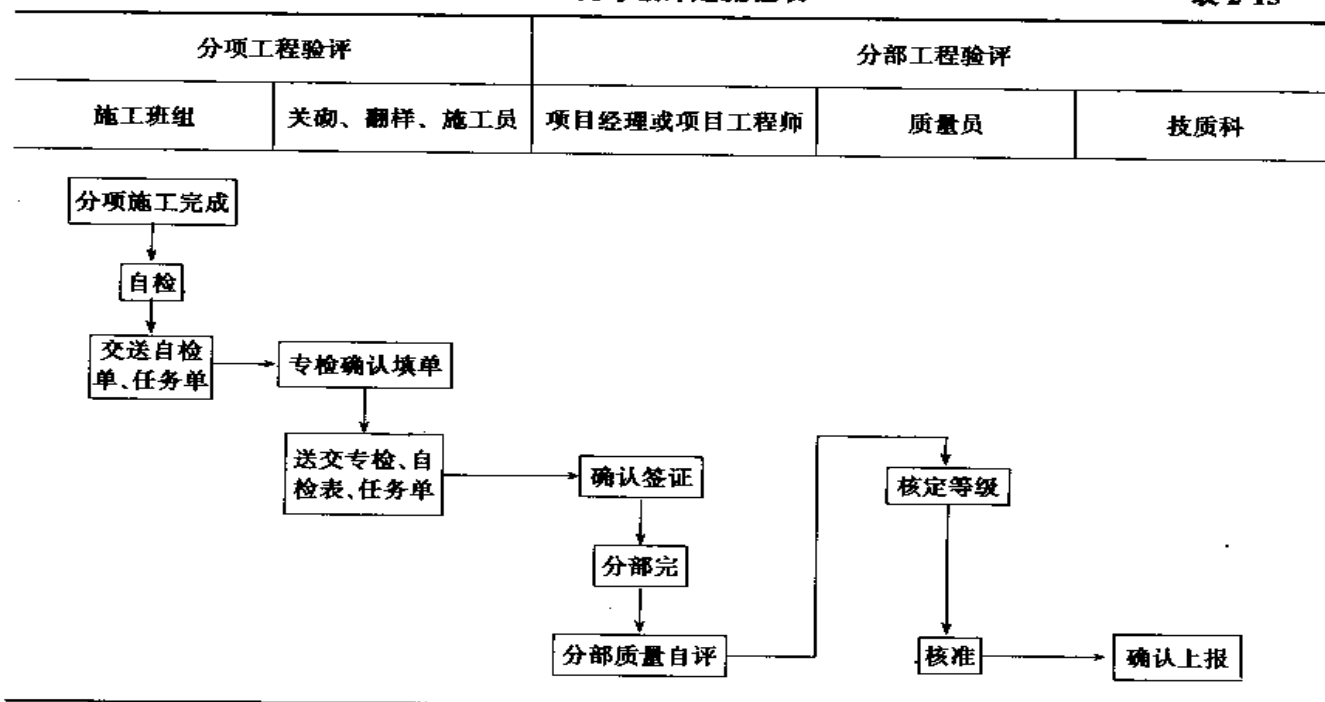 表 2-13
分项工程验评
分部工程验评
施工班组
关砌、翻样、施工员
项目经理或项目工程师
质量员
技质科
分项施工完成
自检
交送自检
单、任务单
专检确认填单
送交专检、自
检表、任务单
确认签证
核定等级
分部完
分部质量自评
核准
确认上报